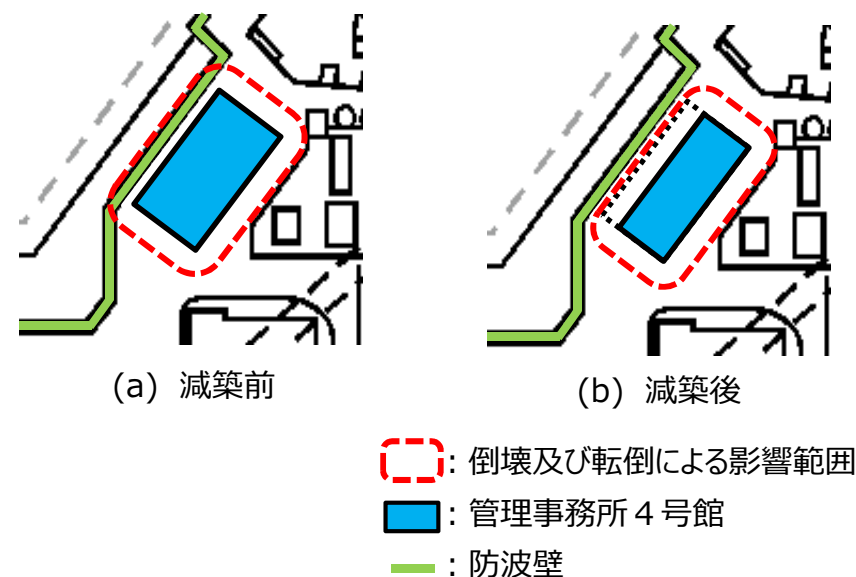 (a) 減築前
(b) 減築後
: 倒壊及び転倒による影響範囲
: 管理事務所４号館
: 防波壁